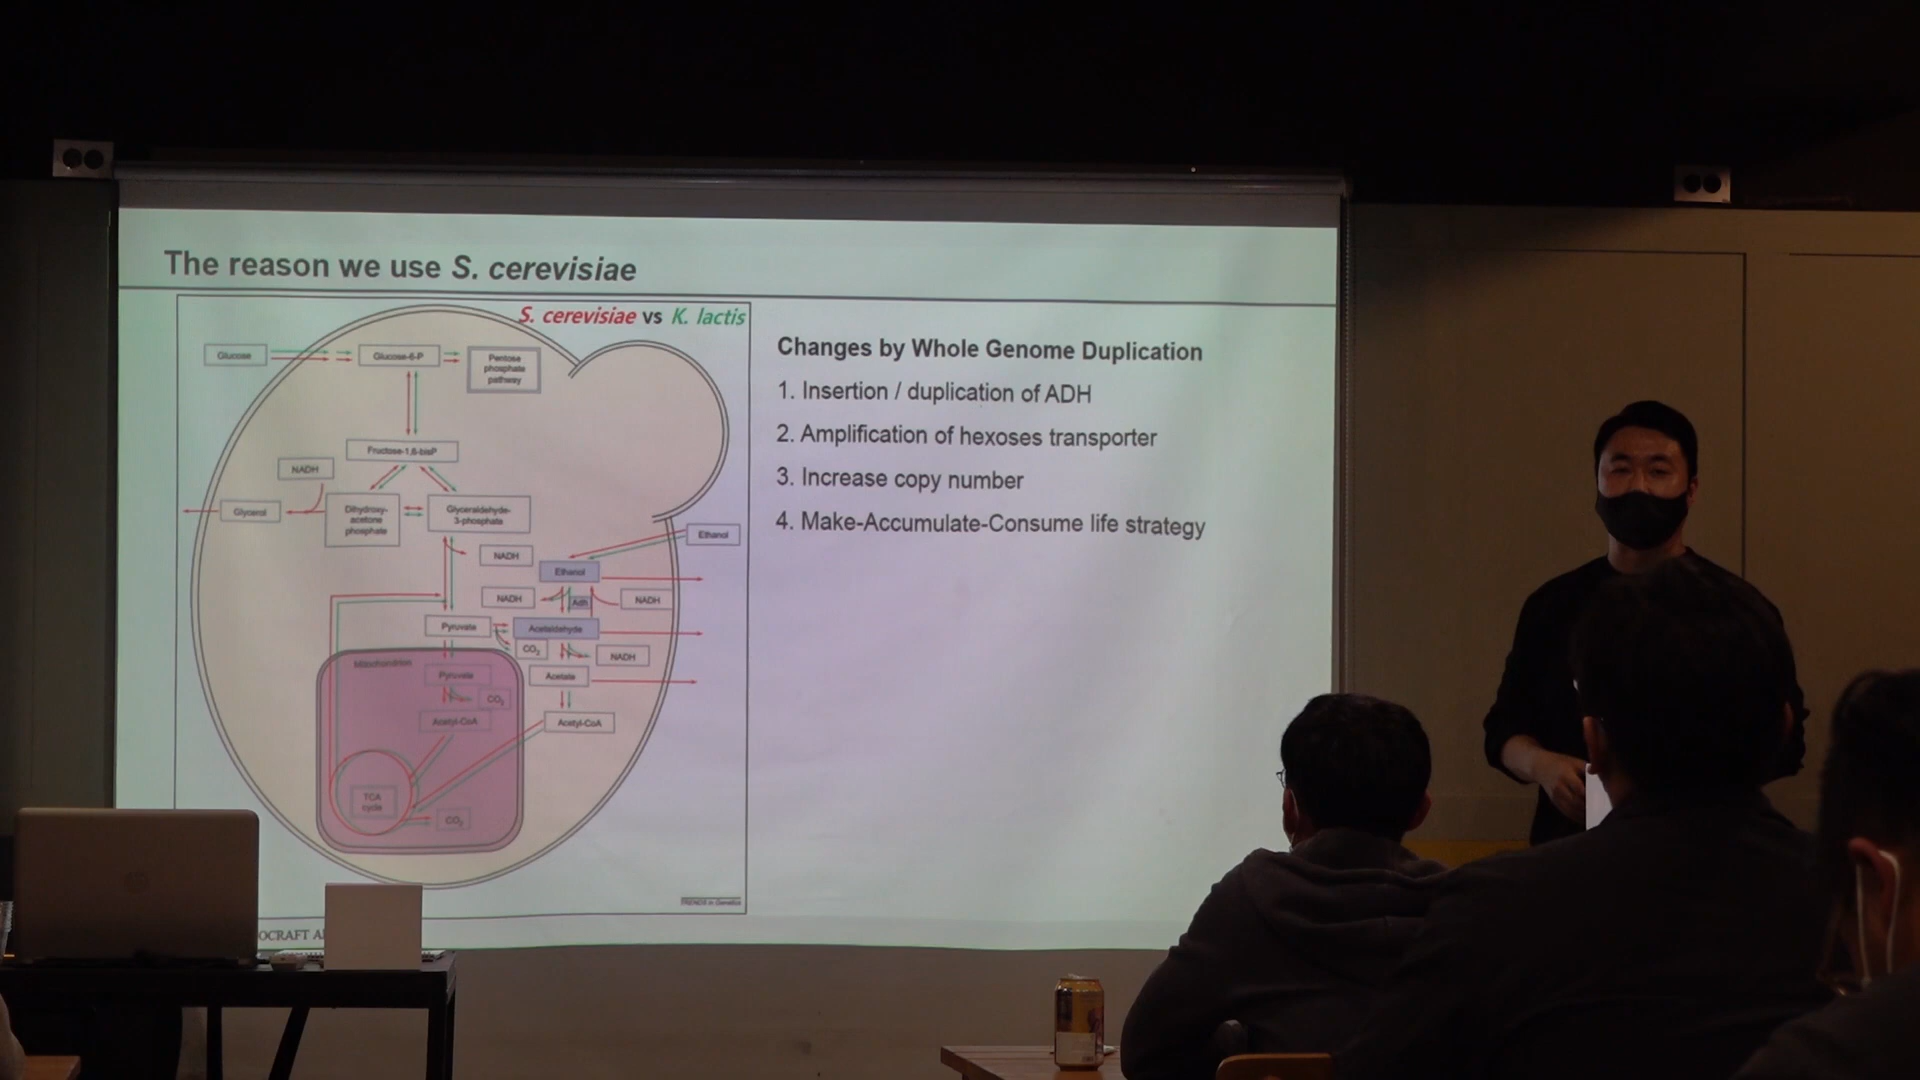 The reason we use S. cerevisiae
S. cerevisiae vs K. lactis
Glucose
Glucose-6-P
Pentose
phosphate
pathway
Fructose-1,6-bisP
NADH
Glycerol
Dihydroxy-
acetone
phosphate
Glyceraldehyde-
3-phosphate
NADH
Ethanol
Ethanol
NADH
Adh
NADH
Pyruvate
Acetaldehyde
CO2
NADH
Mitochondrion
Pyruvate
Acetate
CO2
Acetyl-CoA
Acetyl-CoA
TCA
cycle
CO2
TRENDS in Genetics
Changes by Whole Genome Duplication
1. Insertion / duplication of ADH
2. Amplification of hexoses transporter
3. Increase copy number
4. Make-Accumulate-Consume life strategy
OCRAFT A